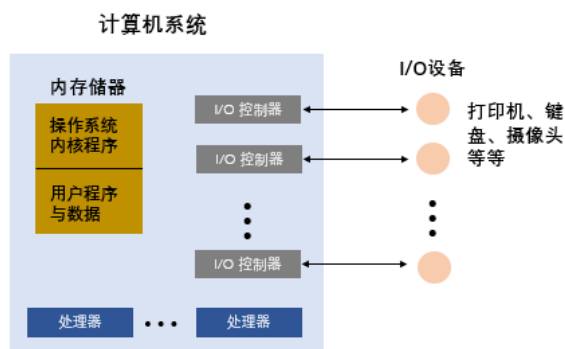 计算机系统
I/O设备
内存储器
操作系统
内核程序
用户程序
与数据
I/O 控制器
I/O 控制器
I/O 控制器
打印机、键
盘、摄像头
等等
处理器
处理器